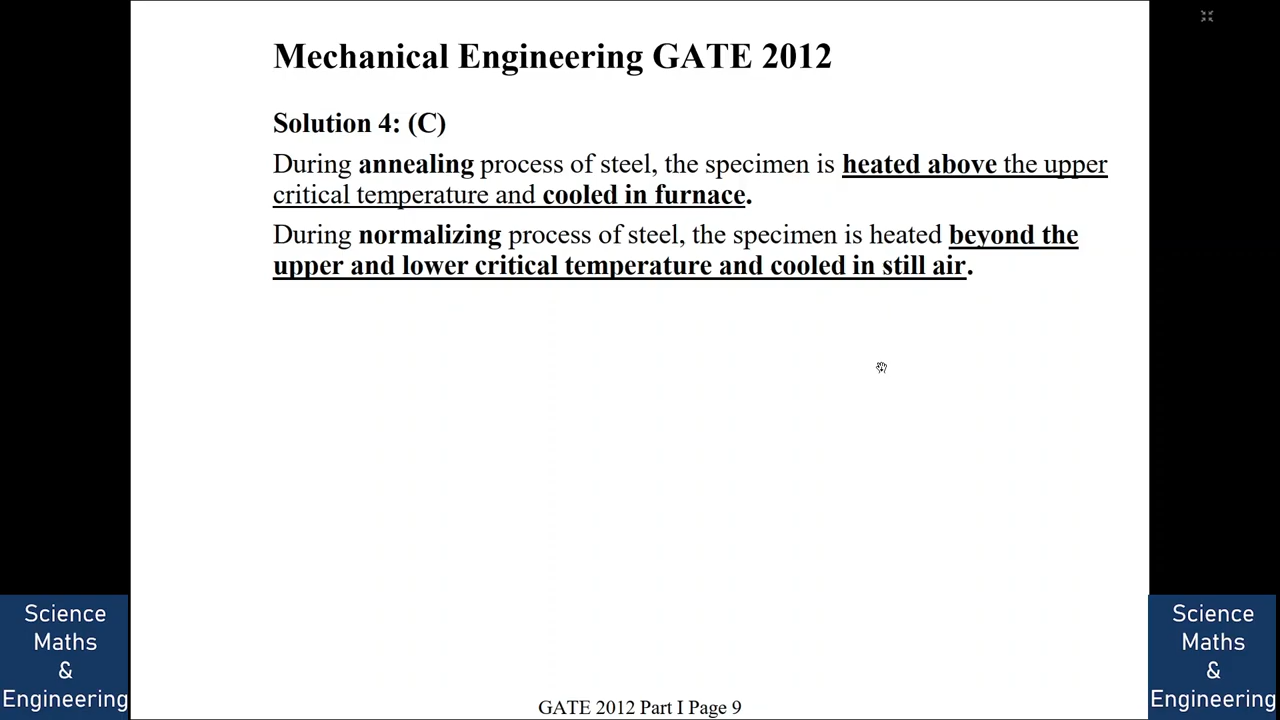 Mechanical Engineering GATE 2012
Solution 4: (C)
During annealing process of steel, the specimen is heated above the upper
critical temperature and cooled in furnace.
During normalizing process of steel, the specimen is heated beyond the
upper and lower critical temperature and cooled in still air.
Science
Maths
&
Engineering
Science
Maths
&
Engineering
GATE 2012 Part I Page 9